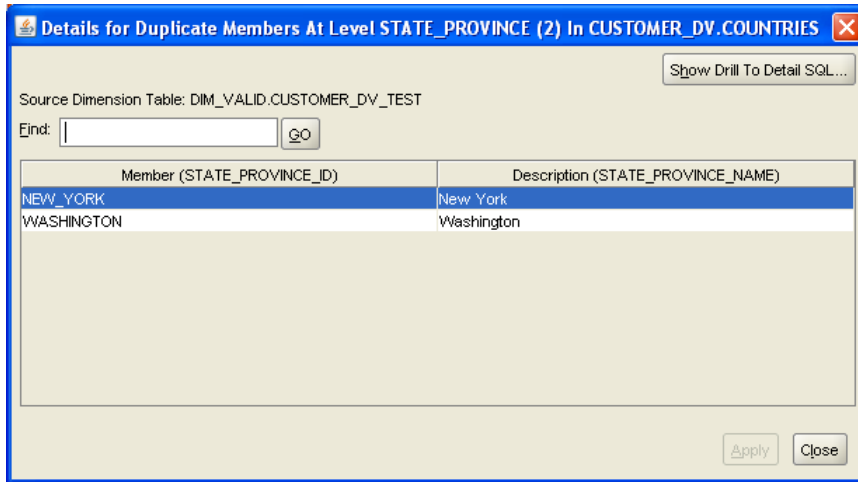 Details for Duplicate Members At Level STATE_PROVINCE (2) In CUSTOMER_DV.COUNTRIES
Show Drill To Detail SQL...
Source Dimension Table: DIM_VALID.CUSTOMER_DV_TEST
Find: GO
Member (STATE_PROVINCE_ID) Description (STATE_PROVINCE_NAME)
NEW_YORK New York
WASHINGTON Washington
Apply Close